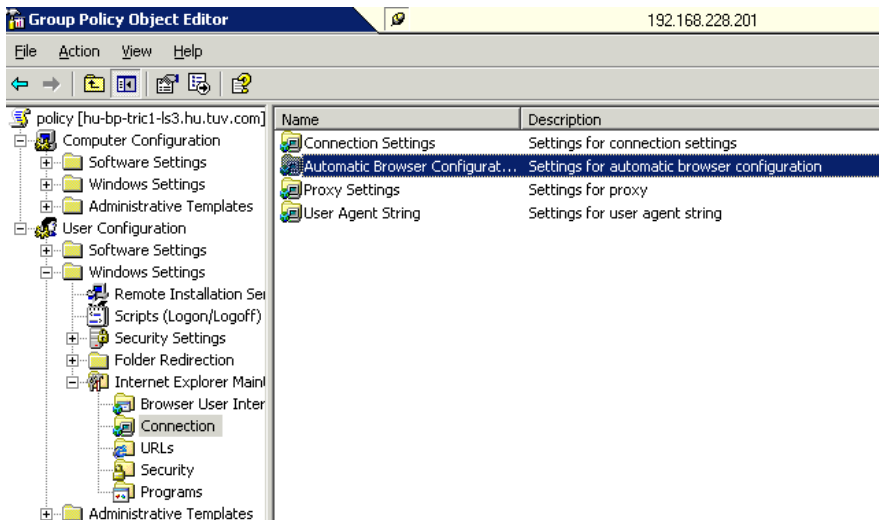 Group Policy Object Editor
192.168.228.201
File Action View Help
policy [hu-bp-tric1-ls3.hu.tuv.com]
Computer Configuration
Software Settings
Windows Settings
Administrative Templates
User Configuration
Software Settings
Windows Settings
Remote Installation Ser
Scripts (Logon/Logoff)
Security Settings
Folder Redirection
Internet Explorer Maint
Browser User Inter
Connection
URLs
Security
Programs
Administrative Templates
Name Description
Connection Settings Settings for connection settings
Automatic Browser Configurat... Settings for automatic browser configuration
Proxy Settings Settings for proxy
User Agent String Settings for user agent string